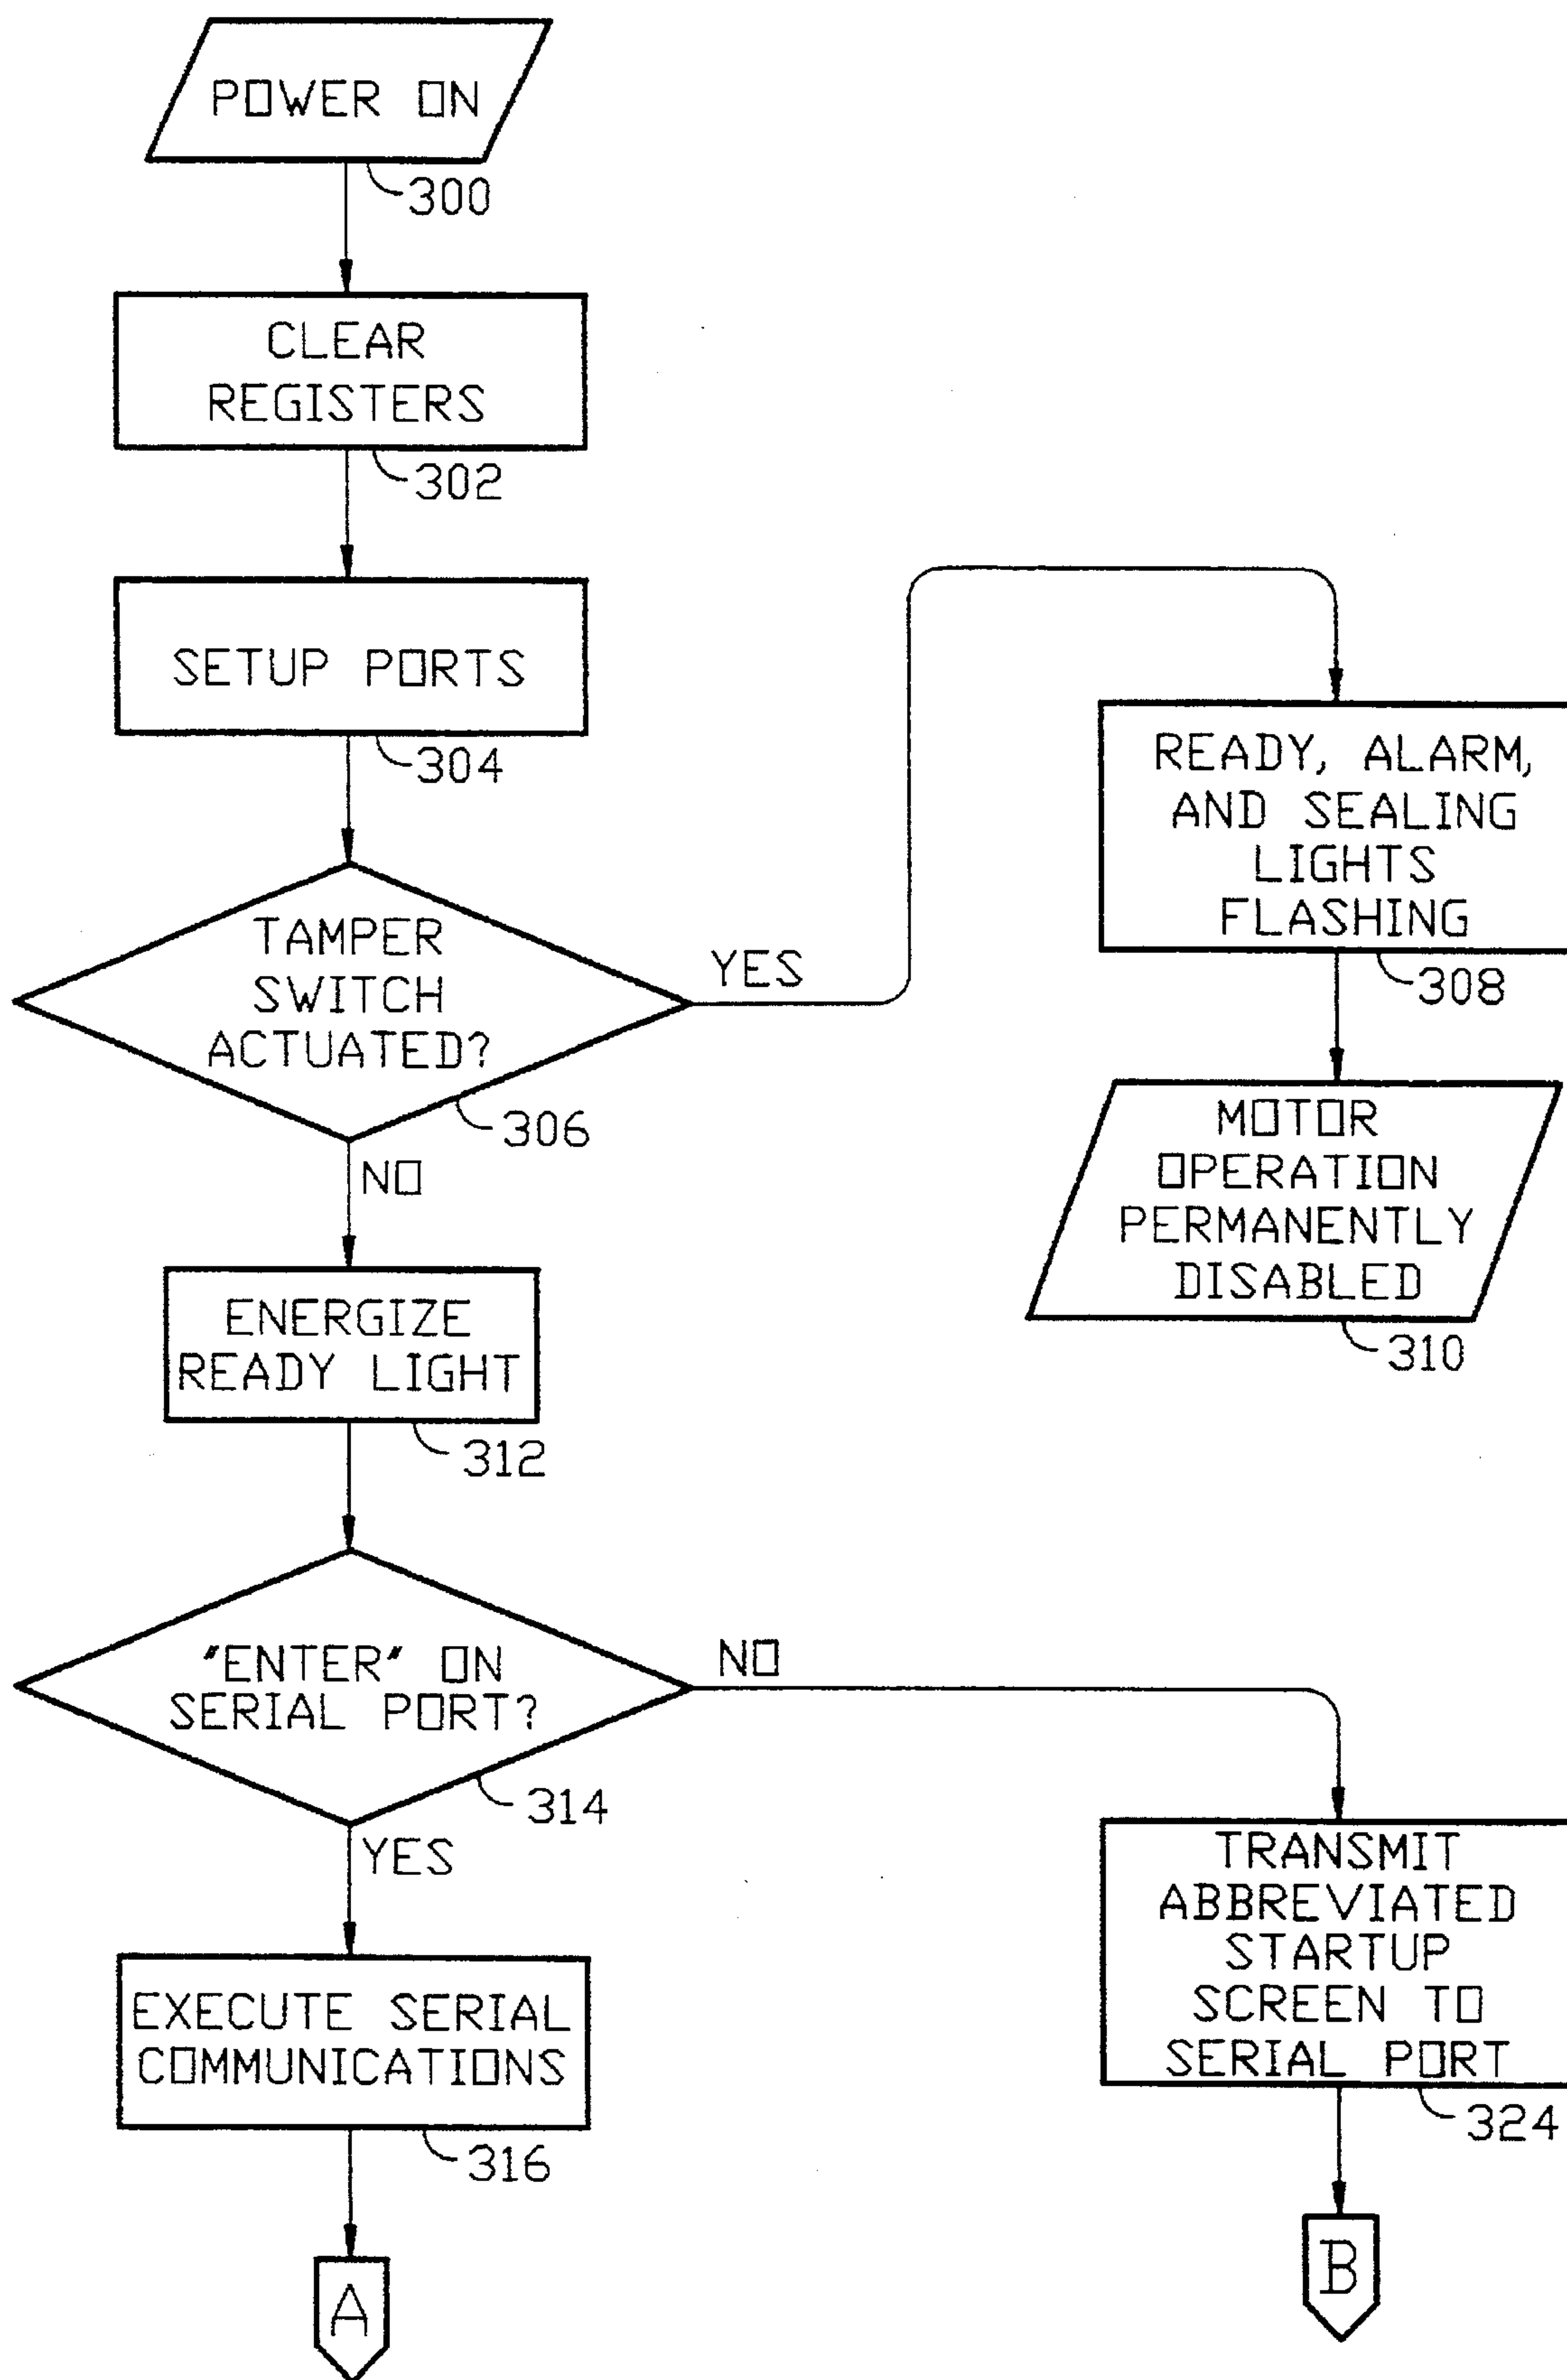 POWER ON
300
CLEAR
REGISTERS
302
SETUP PORTS
304
TAMPER
SWITCH
ACTUATED?
306
YES
READY, ALARM,
AND SEALING
LIGHTS
FLASHING
308
MOTOR
OPERATION
PERMANENTLY
DISABLED
310
NO
ENERGIZE
READY LIGHT
312
"ENTER" ON
SERIAL PORT?
314
NO
TRANSMIT
ABBREVIATED
STARTUP
SCREEN TO
SERIAL PORT
324
B
YES
EXECUTE SERIAL
COMMUNICATIONS
316
A